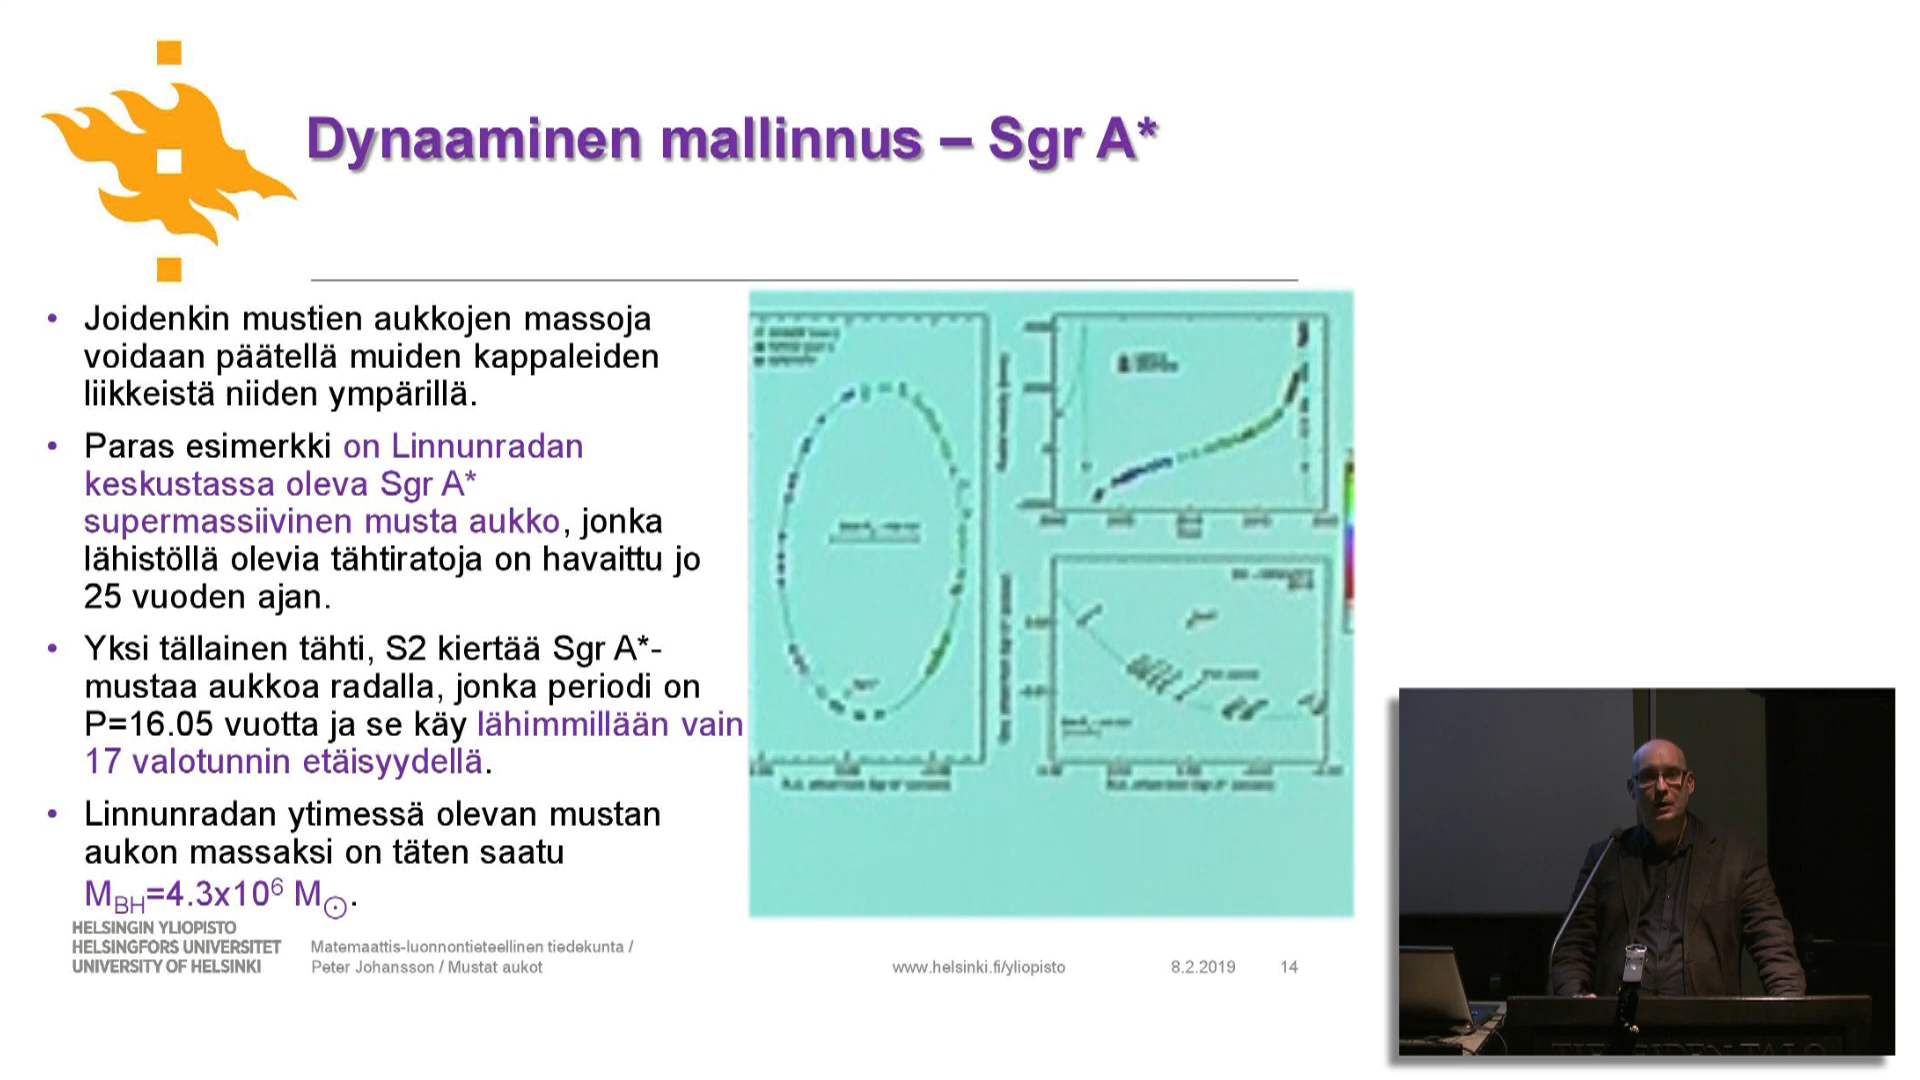 Dynaaminen mallinnus – Sgr A*
• Joidenkin mustien aukkojen massoja
voidaan päätellä muiden kappaleiden
liikkeistä niiden ympärillä.
• Paras esimerkki on Linnunradan
keskustassa oleva Sgr A*
supermassiivinen musta aukko, jonka
lähistöllä olevia tähtiratoja on havaittu jo
25 vuoden ajan.
• Yksi tällainen tähti, S2 kiertää Sgr A*-
mustaa aukkoa radalla, jonka periodi on
P=16.05 vuotta ja se käy lähimmillään vain
17 valotunnin etäisyydellä.
• Linnunradan ytimessä olevan mustan
aukon massaksi on täten saatu
M_BH=4.3x10⁶ M_⊙.
HELSINGIN YLIOPISTO
HELSINGFORS UNIVERSITET
UNIVERSITY OF HELSINKI
Matemaattis-luonnontieteellinen tiedekunta /
Peter Johansson / Mustat aukot
www.helsinki.fi/yliopisto
8.2.2019
14